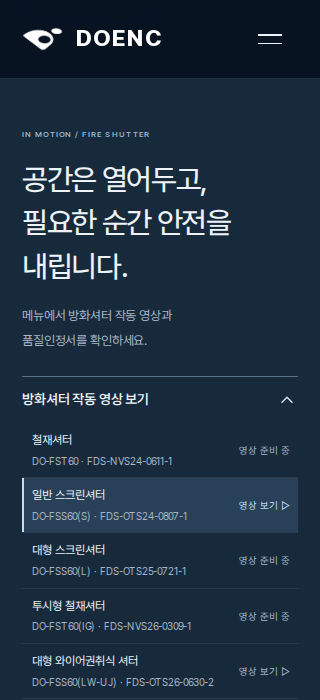 DOENC
IN MOTION / FIRE SHUTTER
공간은 열어두고,
필요한 순간 안전을
내립니다.
메뉴에서 방화셔터 작동 영상과
품질인정서를 확인하세요.
방화셔터 작동 영상 보기
철재셔터
영상 준비 중
DO-FST60 · FDS-NVS24-0611-1
일반 스크린셔터
영상 보기 ▷
DO-FSS60(S) · FDS-OTS24-0807-1
대형 스크린셔터
영상 준비 중
DO-FSS60(L) · FDS-OTS25-0721-1
투시형 철재셔터
영상 준비 중
DO-FST60(IG) · FDS-NVS26-0309-1
대형 와이어권취식 셔터
영상 보기 ▷
DO-FSS60(LW-UJ) · FDS-OTS26-0630-2